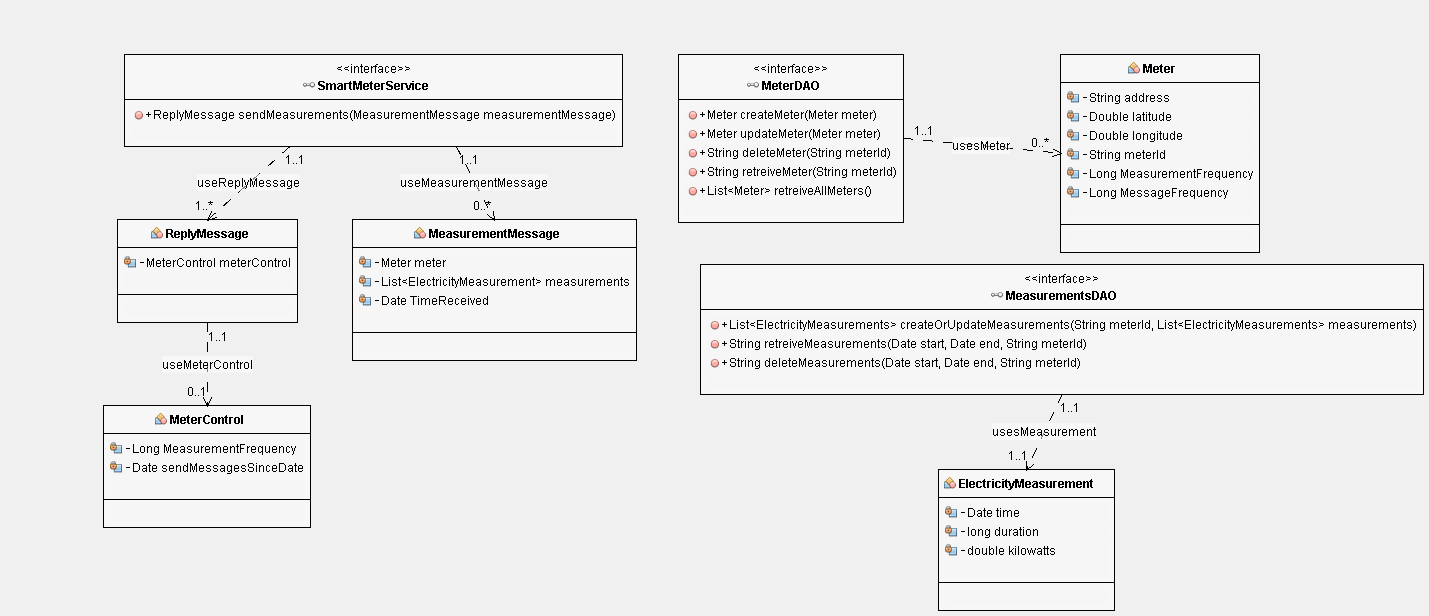 <<interface>>
SmartMeterService
+ReplyMessage sendMeasurements(MeasurementMessage measurementMessage)
1..1
1..1
useReplyMessage
useMeasurementMessage
1..*
0..*
ReplyMessage
-MeterControl meterControl
MeasurementMessage
-Meter meter
-List<ElectricityMeasurement> measurements
-Date TimeReceived
1..1
useMeterControl
0..1
MeterControl
-Long MeasurementFrequency
-Date sendMessagesSinceDate
<<interface>>
MeterDAO
+Meter createMeter(Meter meter)
+Meter updateMeter(Meter meter)
+String deleteMeter(String meterId)
+String retreiveMeter(String meterId)
+List<Meter> retreiveAllMeters()
1..1
usesMeter
0..*
Meter
-String address
-Double latitude
-Double longitude
-String meterId
-Long MeasurementFrequency
-Long MessageFrequency
<<interface>>
MeasurementsDAO
+List<ElectricityMeasurements> createOrUpdateMeasurements(String meterId, List<ElectricityMeasurements> measurements)
+String retreiveMeasurements(Date start, Date end, String meterId)
+String deleteMeasurements(Date start, Date end, String meterId)
1..1
usesMeasurement
1..1
ElectricityMeasurement
-Date time
-long duration
-double kilowatts